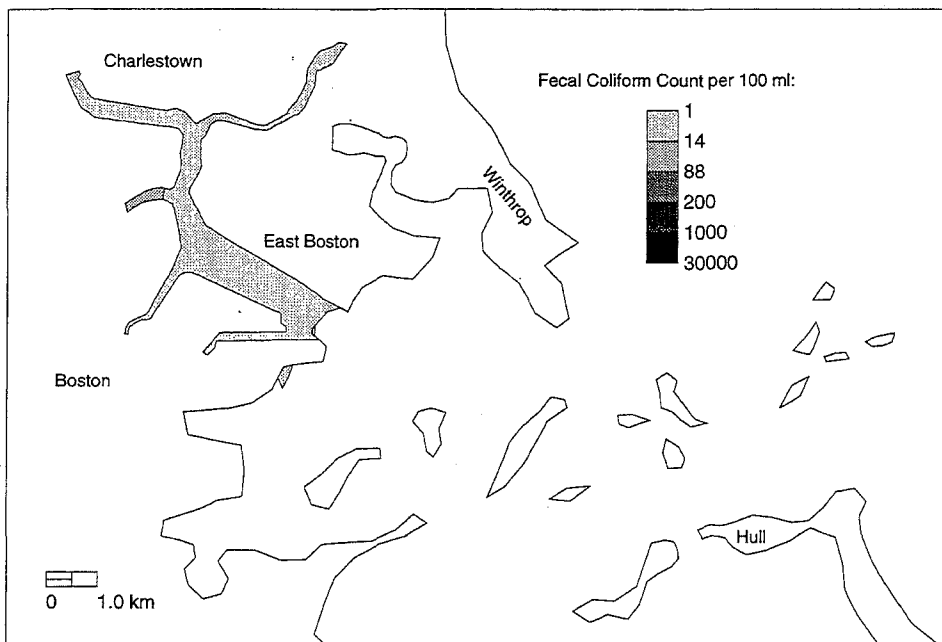 Charlestown
Fecal Coliform Count per 100 ml:
1
14
88
200
1000
30000
Winthrop
East Boston
Boston
Hull
0 1.0 km